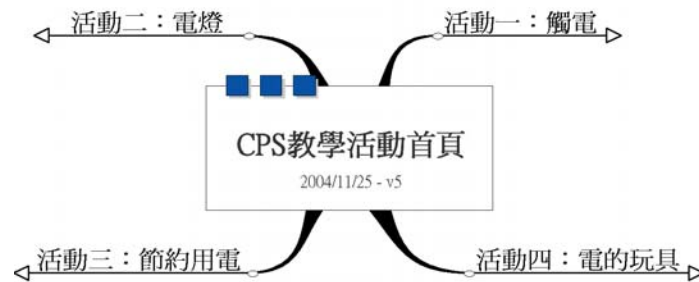 活動二：電燈
活動一：觸電
CPS教學活動首頁
2004/11/25 - v5
活動三：節約用電
活動四：電的玩具